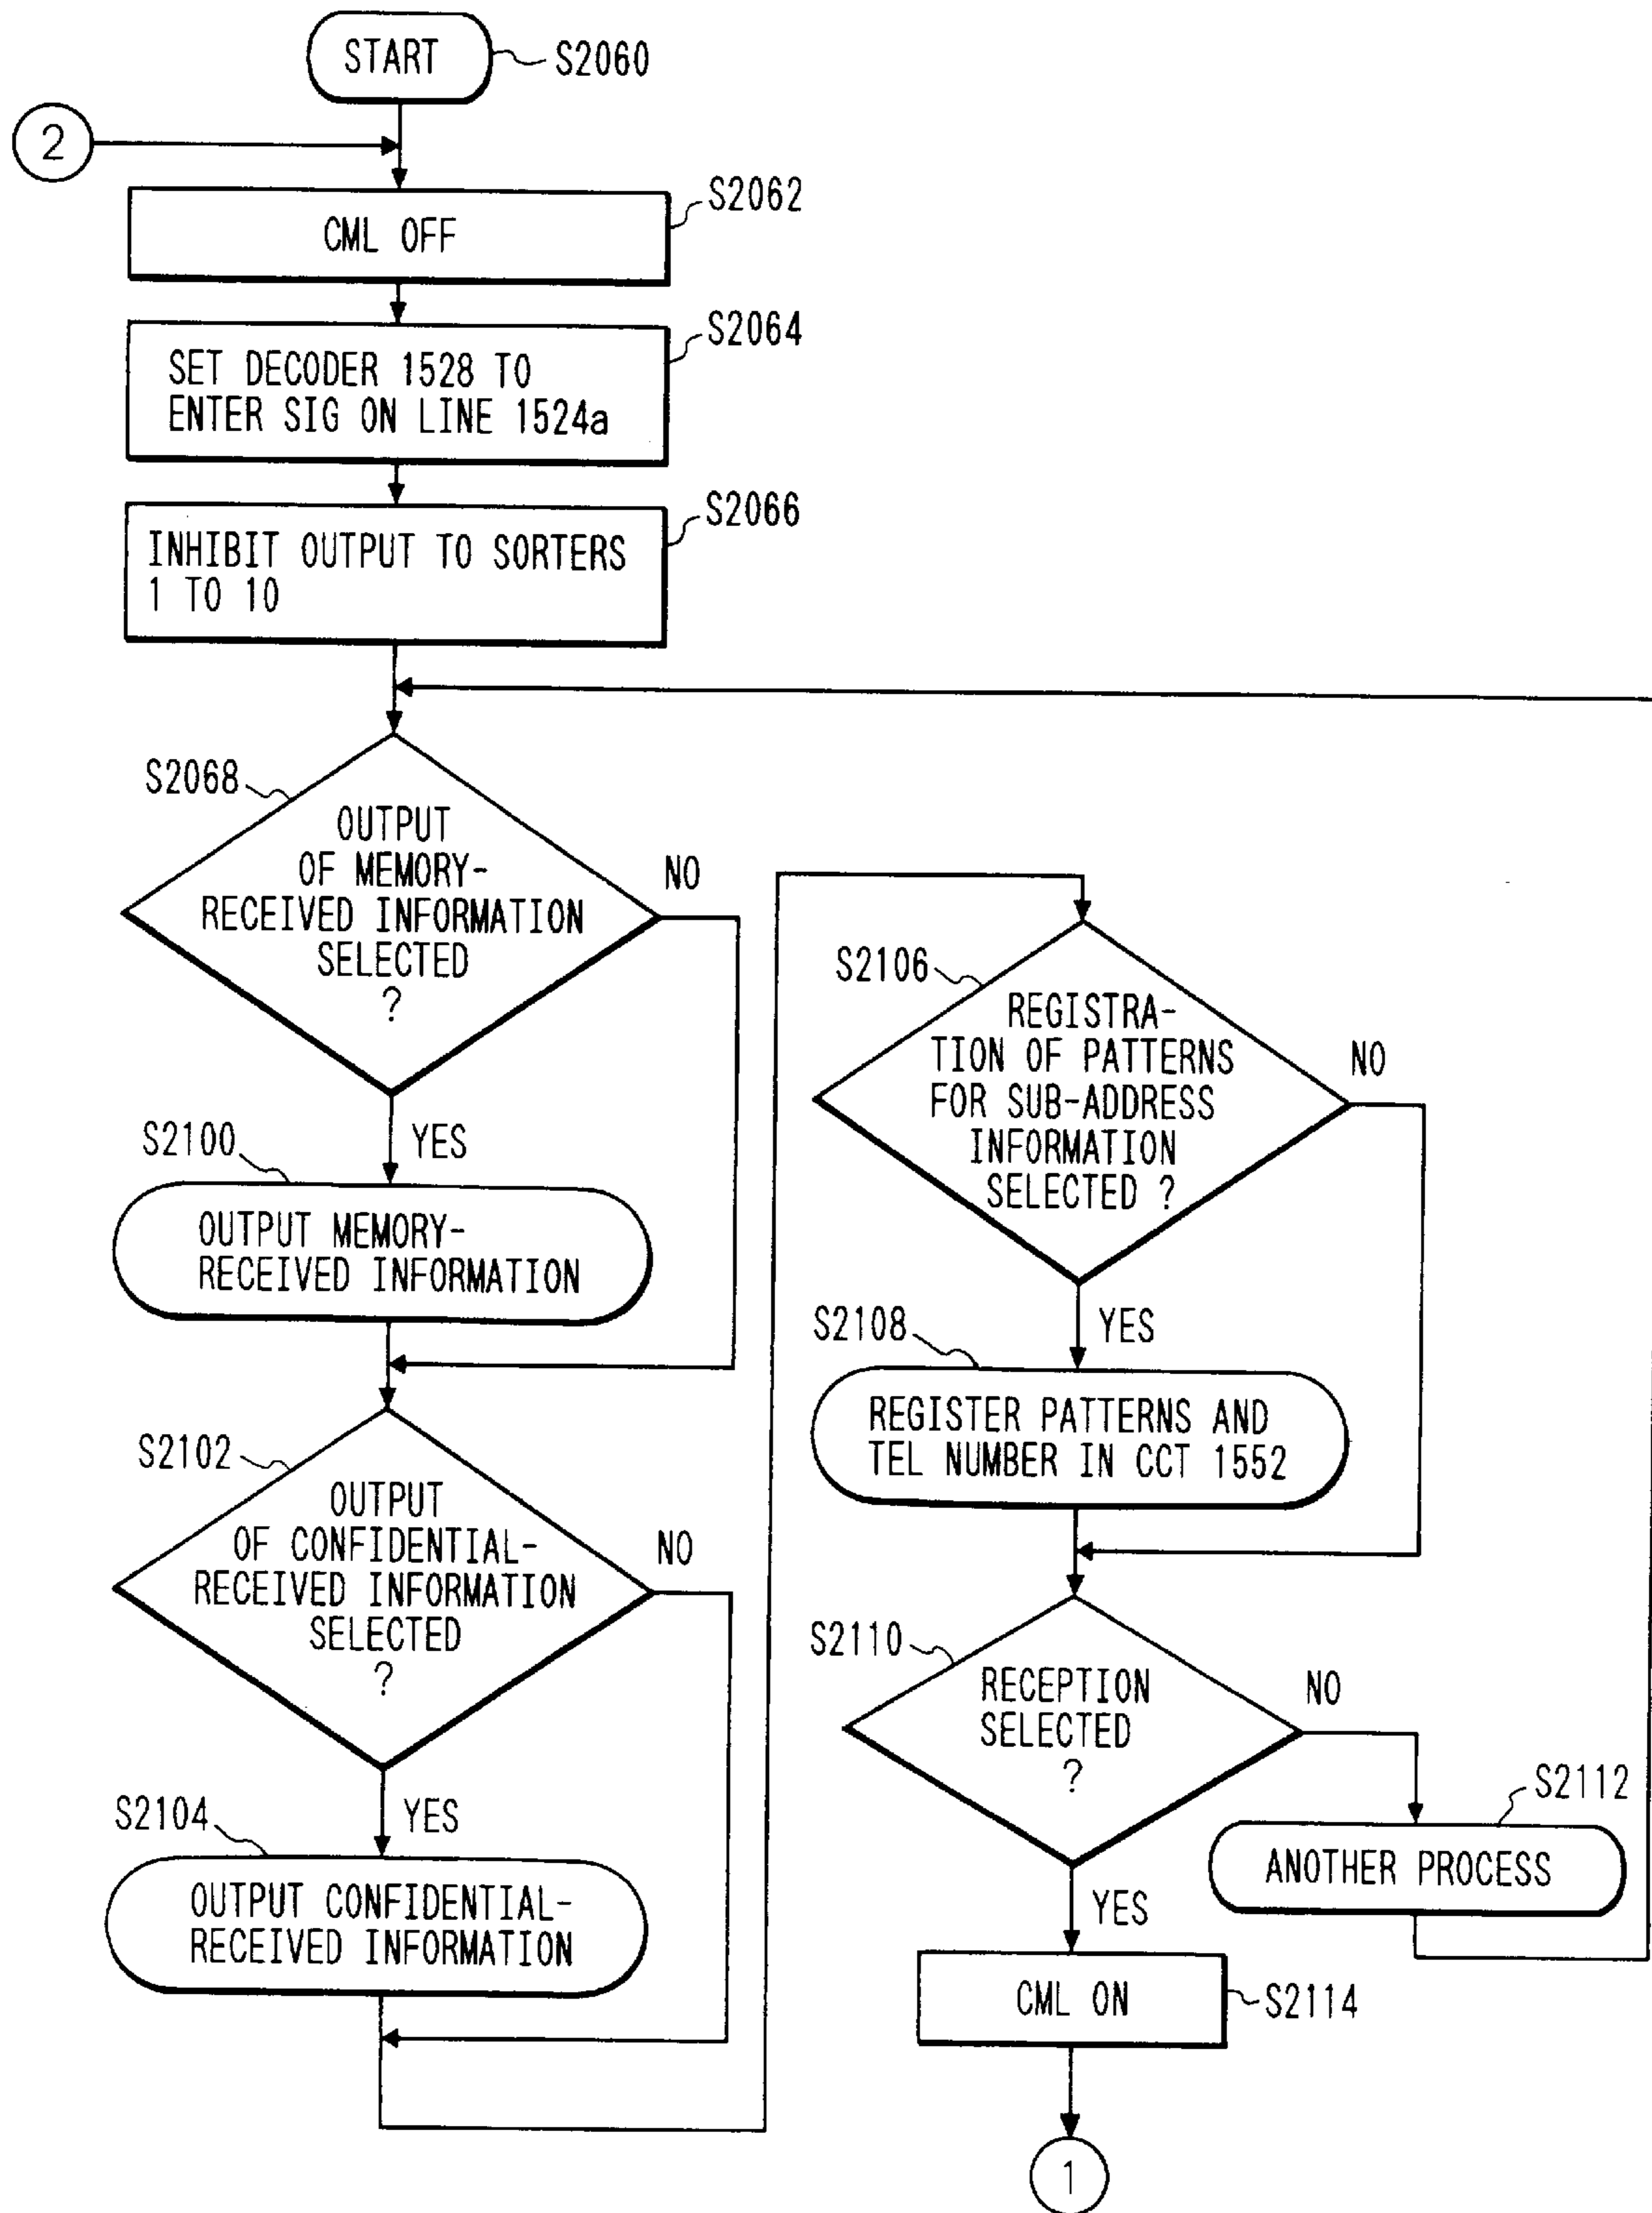 START
S2060
2
S2062
CML OFF
S2064
SET DECODER 1528 TO
ENTER SIG ON LINE 1524a
S2066
INHIBIT OUTPUT TO SORTERS
1 TO 10
S2068
OUTPUT
OF MEMORY-
RECEIVED INFORMATION
SELECTED
?
NO
YES
S2100
OUTPUT MEMORY-
RECEIVED INFORMATION
S2102
OUTPUT
OF CONFIDENTIAL-
RECEIVED INFORMATION
SELECTED
?
NO
YES
S2104
OUTPUT CONFIDENTIAL-
RECEIVED INFORMATION
S2106
REGISTRA-
TION OF PATTERNS
FOR SUB-ADDRESS
INFORMATION
SELECTED ?
NO
YES
S2108
REGISTER PATTERNS AND
TEL NUMBER IN CCT 1552
S2110
RECEPTION
SELECTED
?
NO
S2112
ANOTHER PROCESS
YES
CML ON
S2114
1